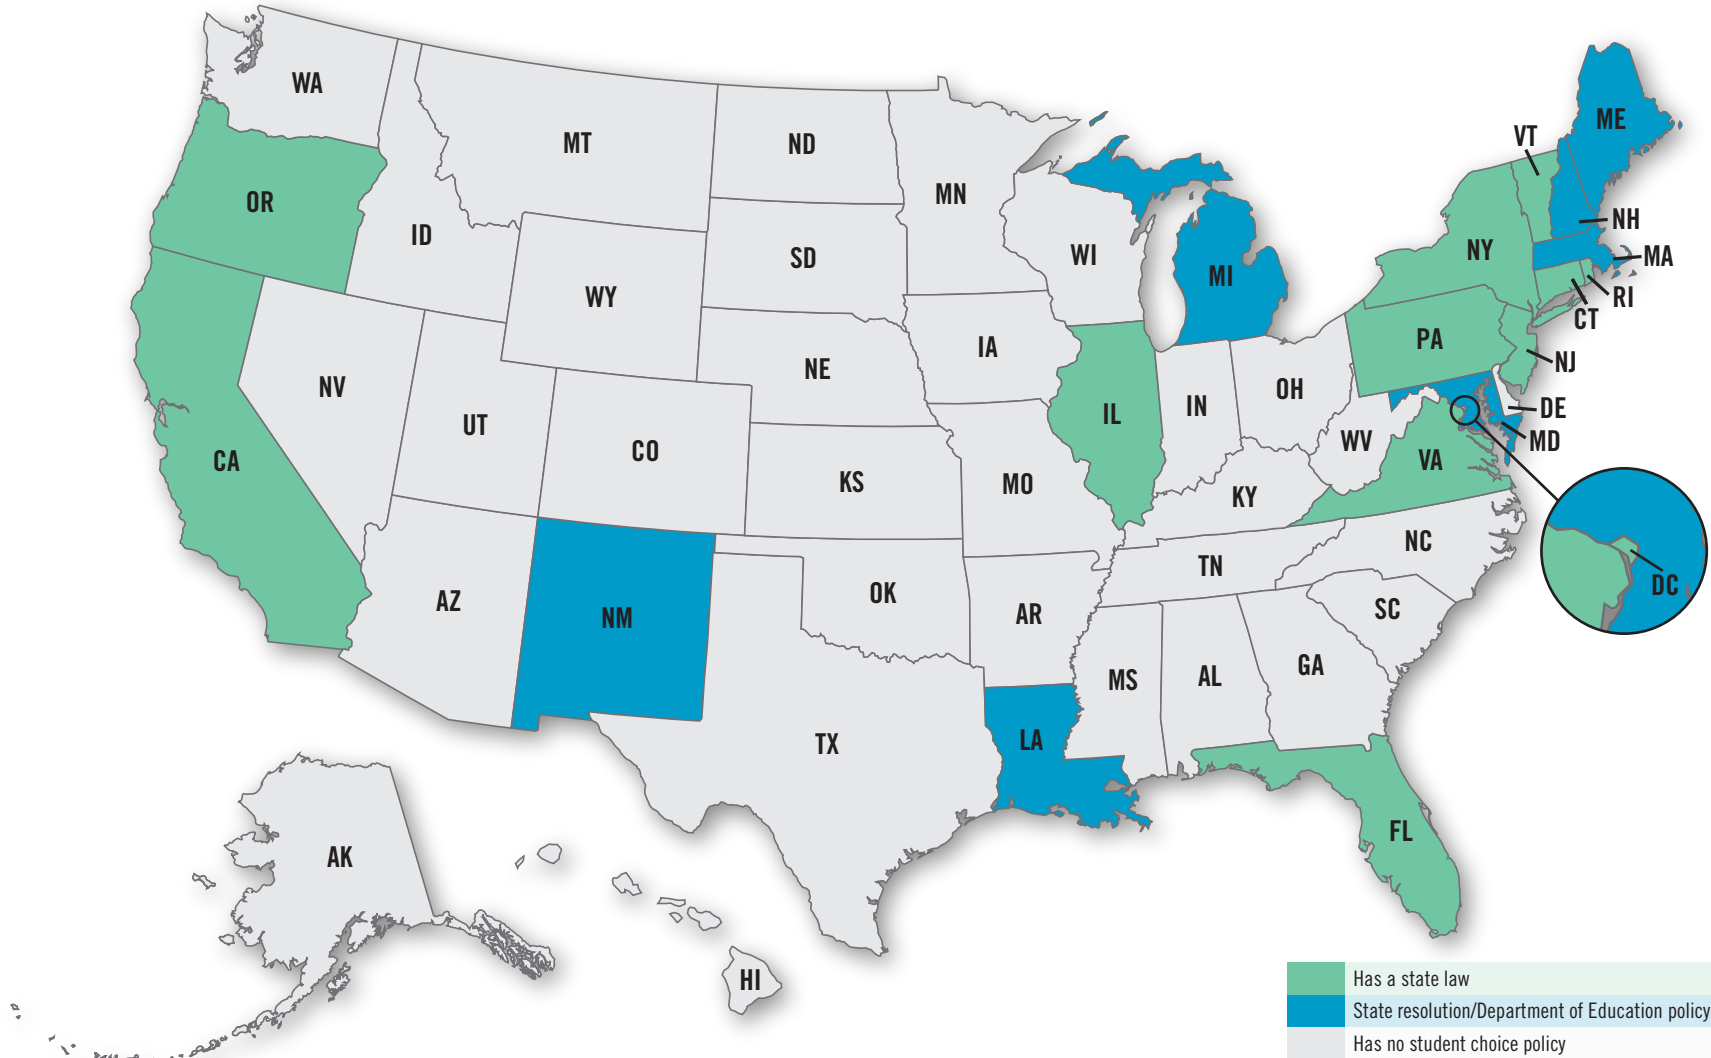 WA
MT
ND
MN
VT
ME
OR
ID
SD
WI
MI
NY
NH
MA
RI
CT
WY
IA
NE
PA
NJ
NV
UT
CO
IL
IN
OH
DE
MD
CA
KS
MO
KY
WV
VA
AZ
NM
OK
AR
TN
NC
DC
SC
MS
AL
GA
TX
LA
FL
AK
HI
Has a state law
State resolution/Department of Education policy
Has no student choice policy